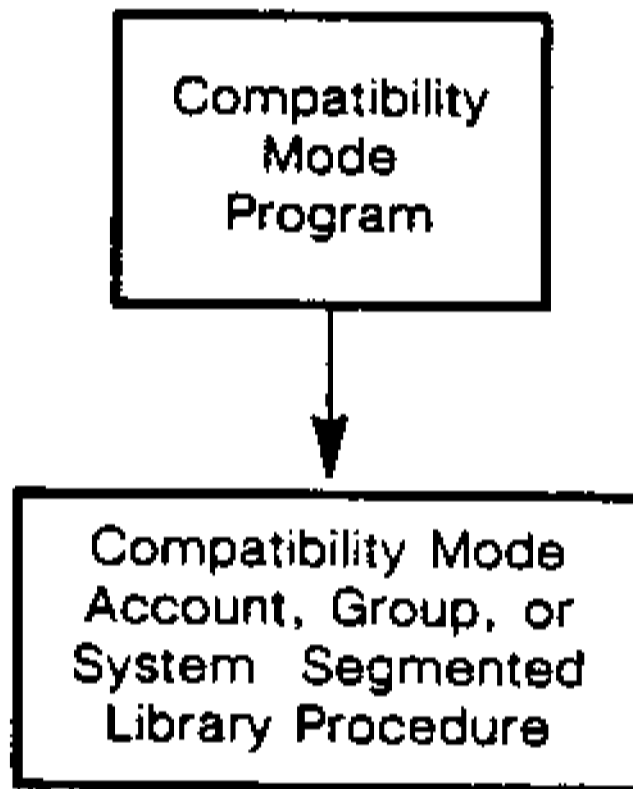 Compatibility
Mode
Program
Compatibility Mode
Account, Group, or
System Segmented
Library Procedure